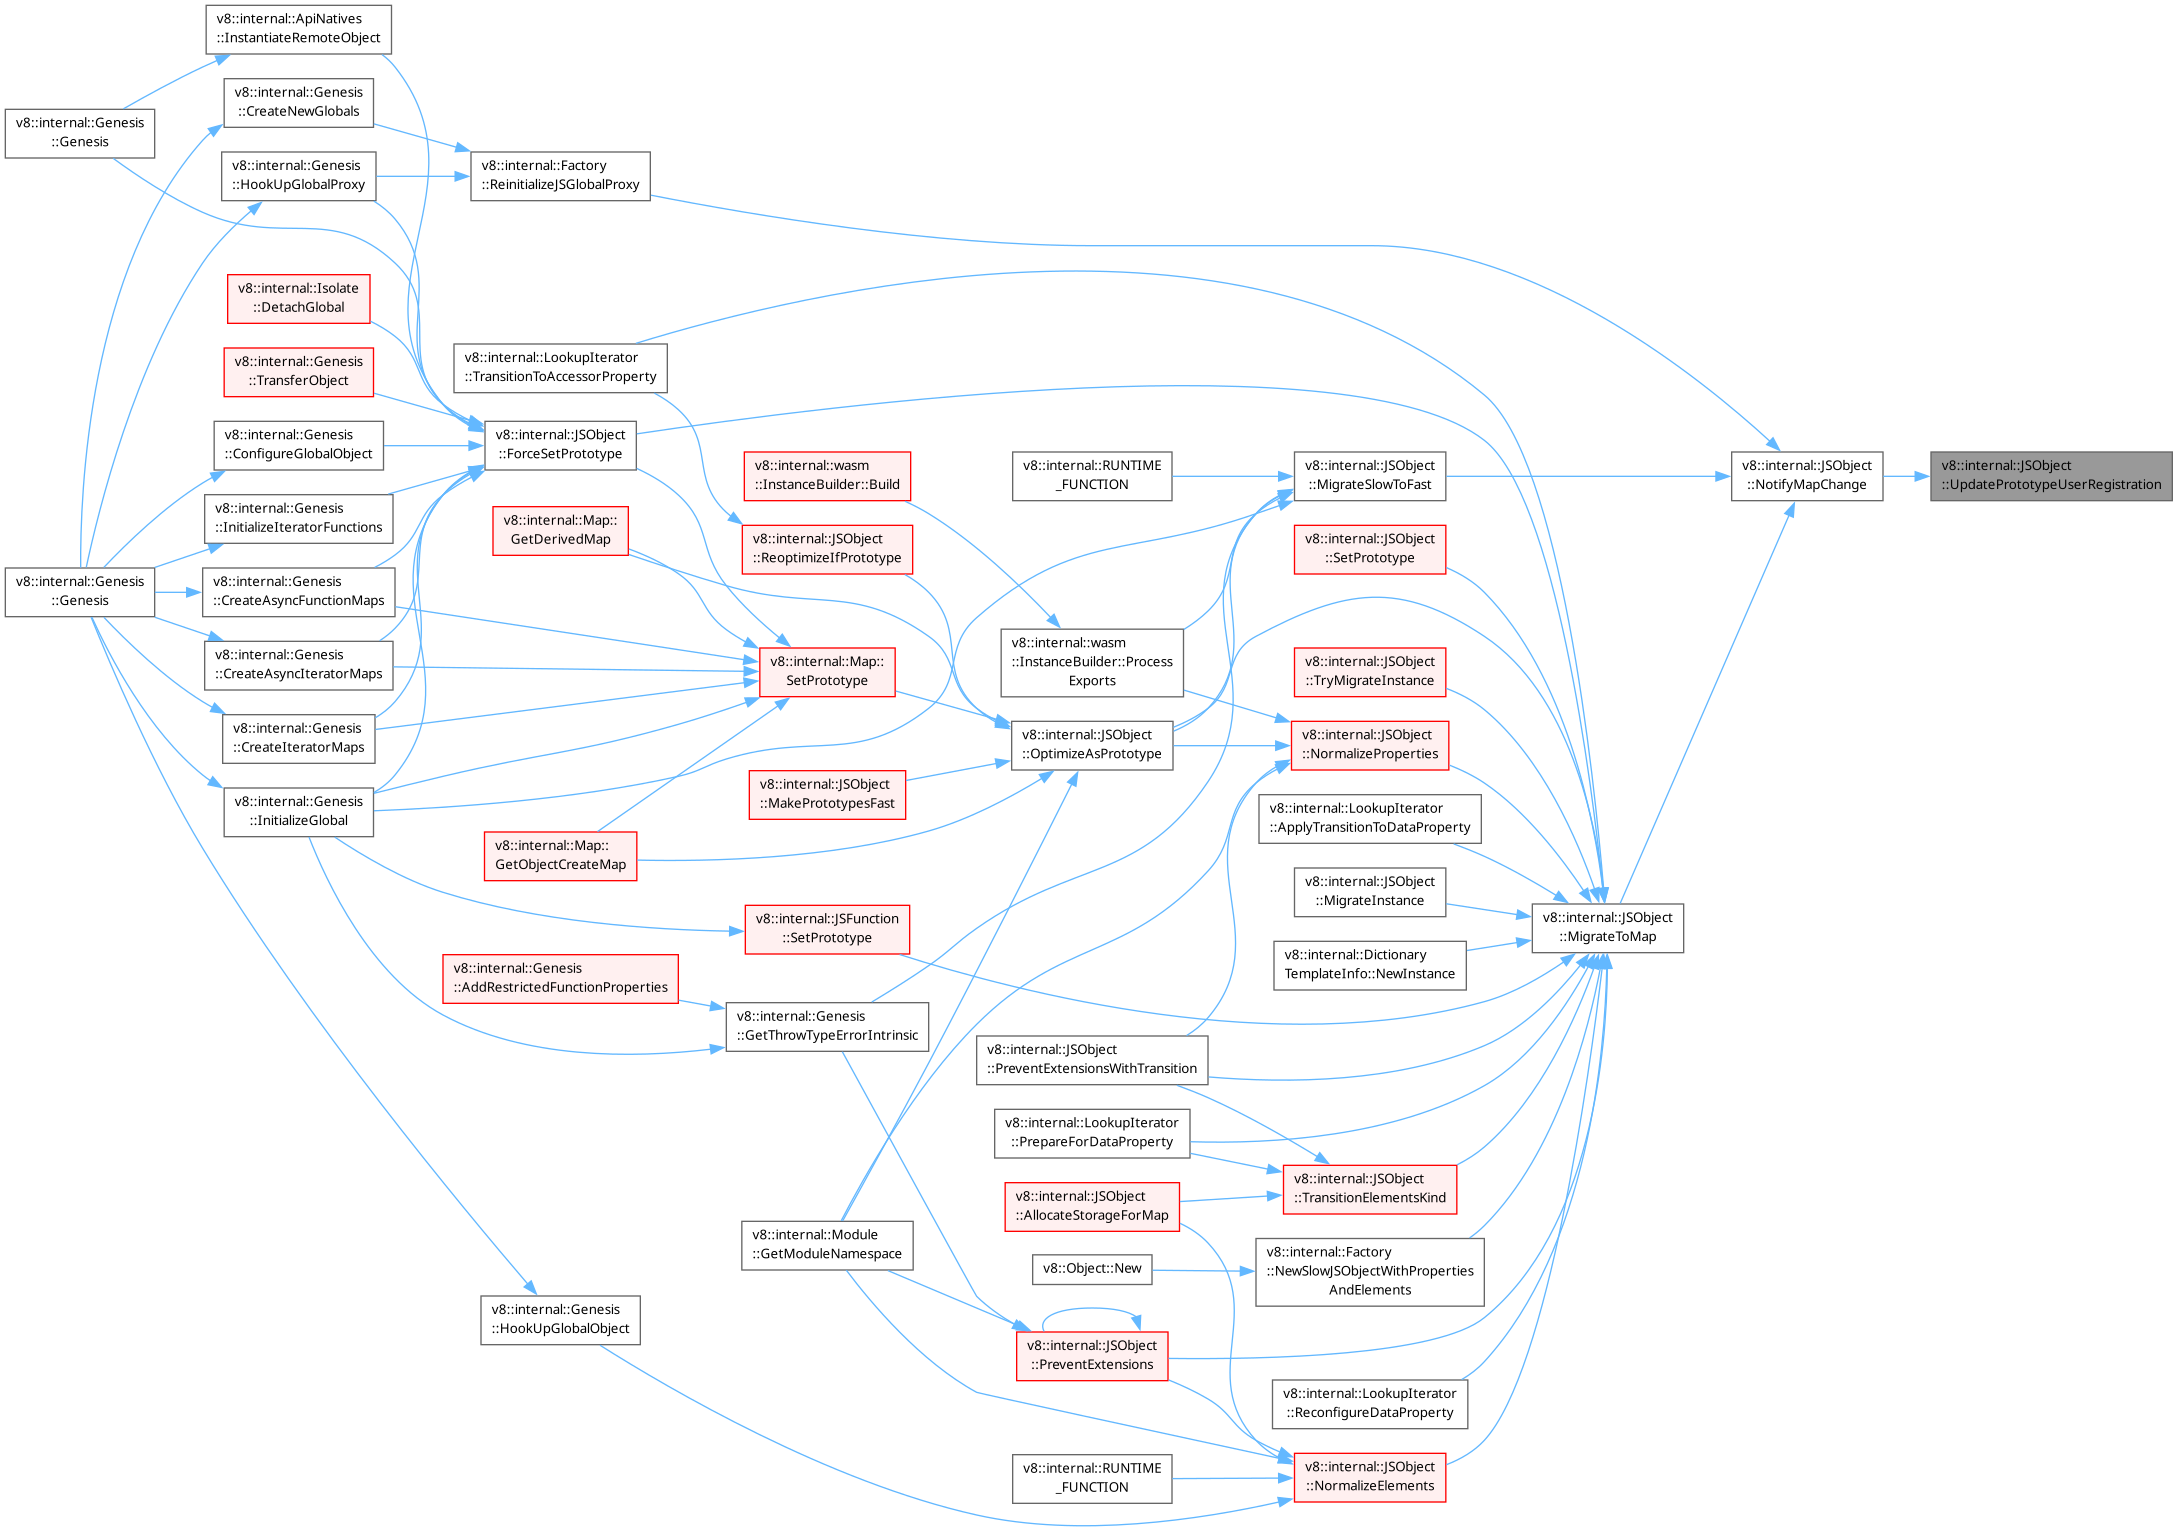 v8::internal::ApiNatives
::InstantiateRemoteObject
v8::internal::Genesis
::CreateNewGlobals
v8::internal::Genesis
::Genesis
v8::internal::Genesis
::HookUpGlobalProxy
v8::internal::Factory
::ReinitializeJSGlobalProxy
v8::internal::Isolate
::DetachGlobal
v8::internal::Genesis
::TransferObject
v8::internal::LookupIterator
::TransitionToAccessorProperty
v8::internal::Genesis
::ConfigureGlobalObject
v8::internal::JSObject
::ForceSetPrototype
v8::internal::wasm
::InstanceBuilder::Build
v8::internal::RUNTIME
_FUNCTION
v8::internal::JSObject
::MigrateSlowToFast
v8::internal::JSObject
::NotifyMapChange
v8::internal::JSObject
::UpdatePrototypeUserRegistration
v8::internal::Genesis
::InitializeIteratorFunctions
v8::internal::Map::
GetDerivedMap
v8::internal::JSObject
::ReoptimizeIfPrototype
v8::internal::JSObject
::SetPrototype
v8::internal::Genesis
::Genesis
v8::internal::Genesis
::CreateAsyncFunctionMaps
v8::internal::Genesis
::CreateAsyncIteratorMaps
v8::internal::Map::
SetPrototype
v8::internal::wasm
::InstanceBuilder::Process
Exports
v8::internal::JSObject
::TryMigrateInstance
v8::internal::Genesis
::CreateIteratorMaps
v8::internal::JSObject
::OptimizeAsPrototype
v8::internal::JSObject
::NormalizeProperties
v8::internal::Genesis
::InitializeGlobal
v8::internal::JSObject
::MakePrototypesFast
v8::internal::LookupIterator
::ApplyTransitionToDataProperty
v8::internal::Map::
GetObjectCreateMap
v8::internal::JSObject
::MigrateInstance
v8::internal::JSFunction
::SetPrototype
v8::internal::JSObject
::MigrateToMap
v8::internal::Genesis
::AddRestrictedFunctionProperties
v8::internal::Dictionary
TemplateInfo::NewInstance
v8::internal::Genesis
::GetThrowTypeErrorIntrinsic
v8::internal::JSObject
::PreventExtensionsWithTransition
v8::internal::LookupIterator
::PrepareForDataProperty
v8::internal::JSObject
::TransitionElementsKind
v8::internal::JSObject
::AllocateStorageForMap
v8::internal::Module
::GetModuleNamespace
v8::Object::New
v8::internal::Factory
::NewSlowJSObjectWithProperties
AndElements
v8::internal::Genesis
::HookUpGlobalObject
v8::internal::JSObject
::PreventExtensions
v8::internal::LookupIterator
::ReconfigureDataProperty
v8::internal::RUNTIME
_FUNCTION
v8::internal::JSObject
::NormalizeElements